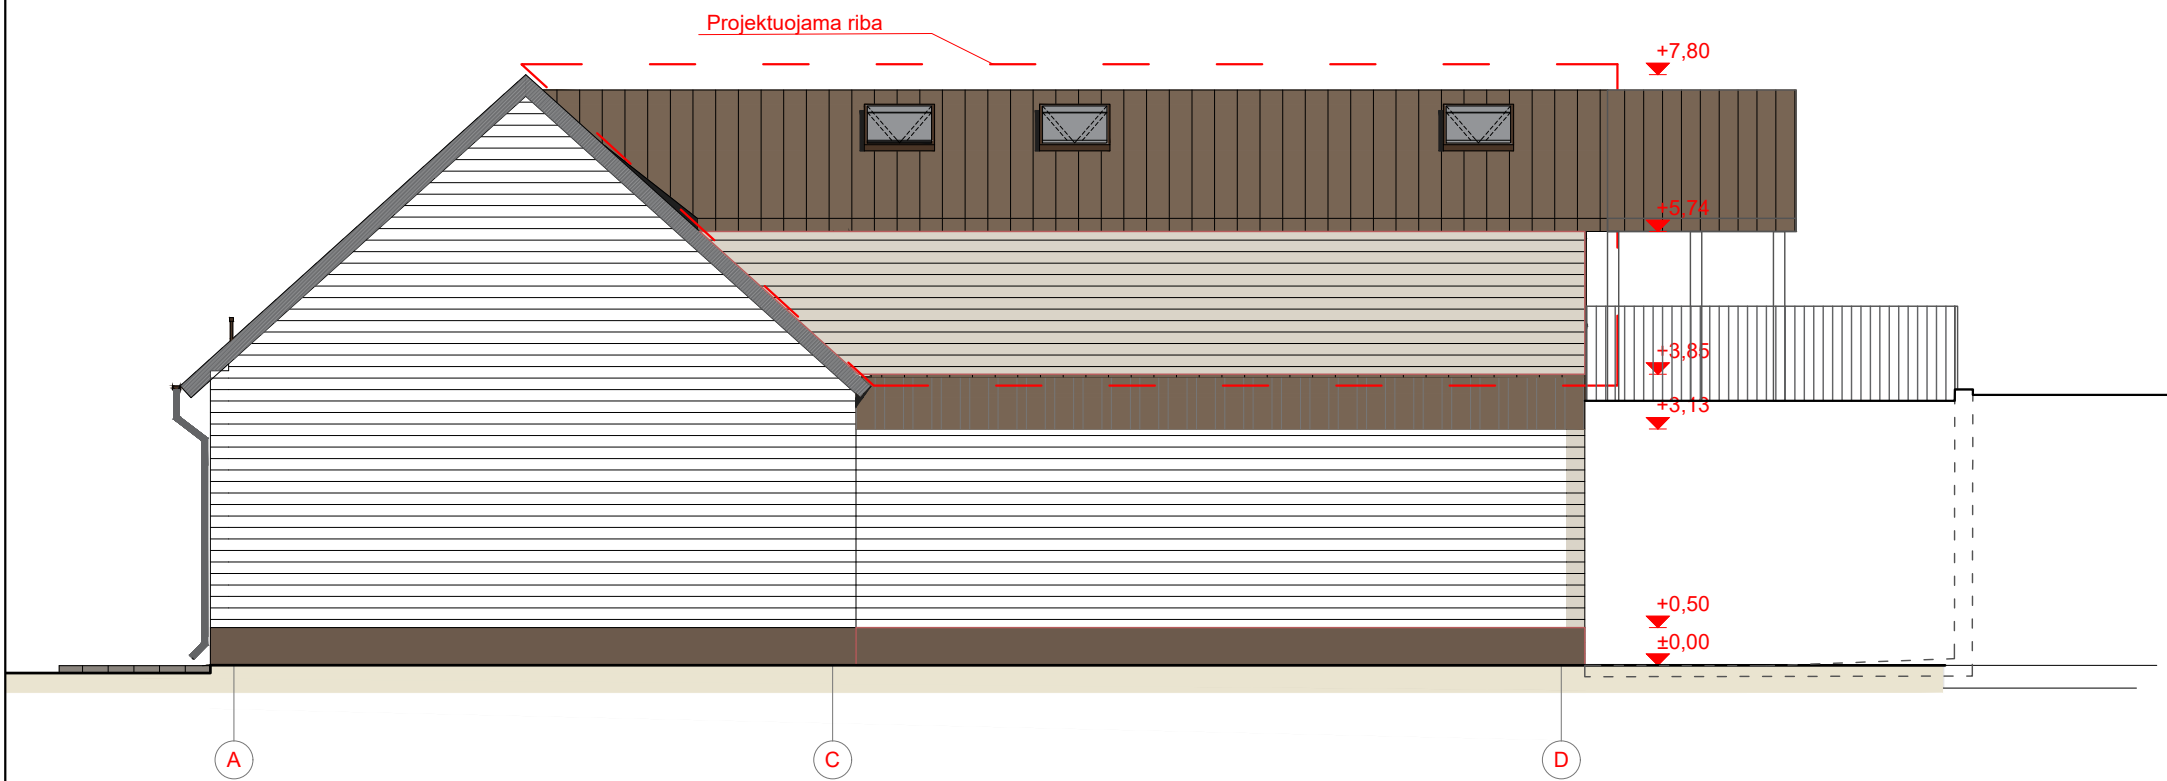 Projektuojama riba
+7,80
+5,74
+3,85
+3,13
+0,50
±0,00
A
C
D